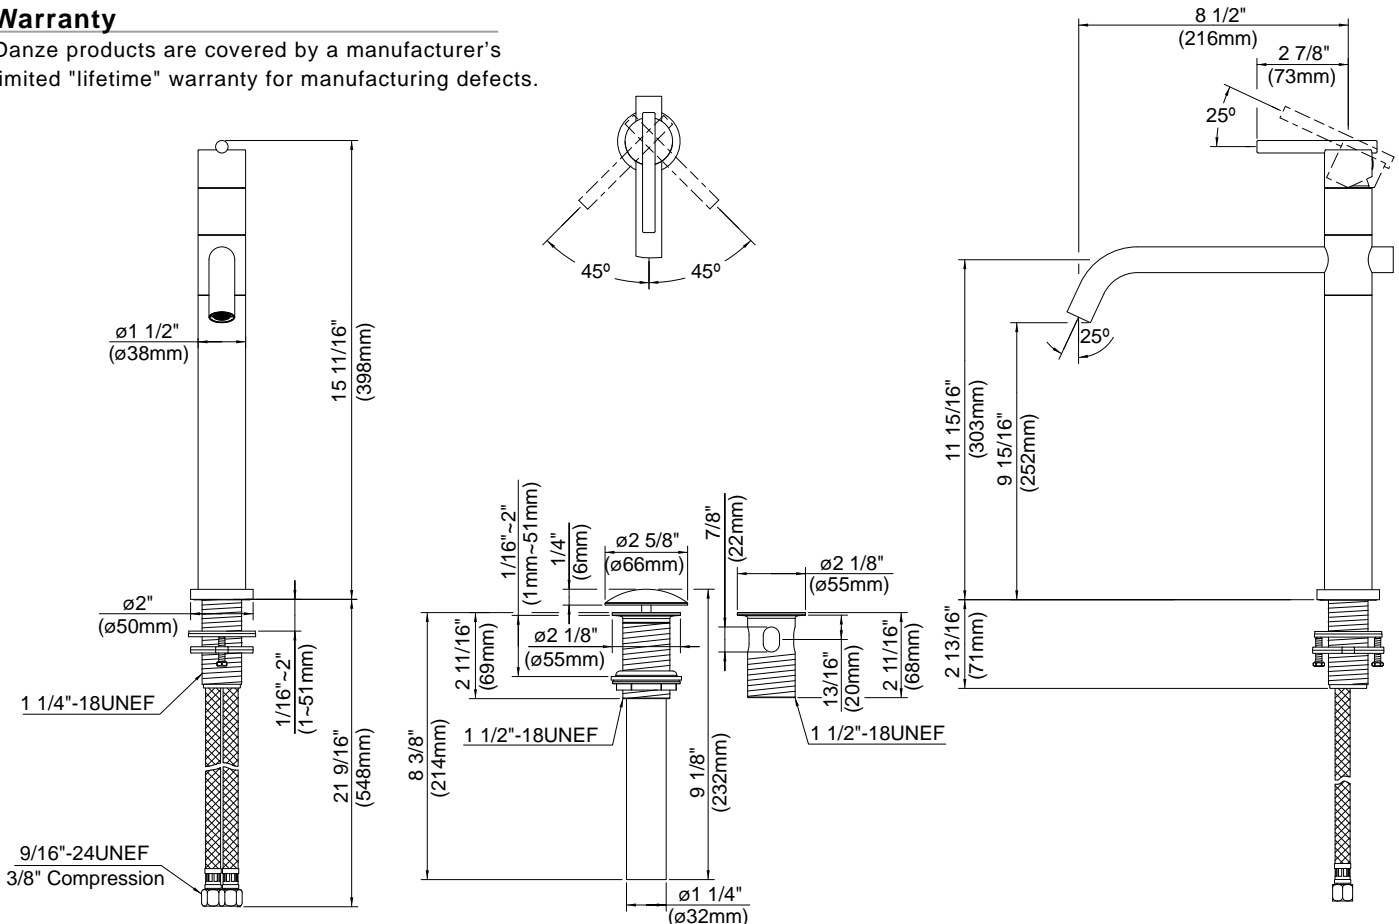 Warranty
Danze products are covered by a manufacturer's
limited "lifetime" warranty for manufacturing defects.
8 1/2"
(216mm)
2 7/8"
(73mm)
25º
45º
45º
ø1 1/2"
(ø38mm)
15 11/16"
(398mm)
25º
11 15/16"
(303mm)
9 15/16"
(252mm)
1/16"~2"
(1mm~51mm)
1/4"
(6mm)
ø2 5/8"
(ø66mm)
7/8"
(22mm)
ø2 1/8"
(ø55mm)
ø2"
(ø50mm)
2 11/16"
(69mm)
ø2 1/8"
(ø55mm)
13/16"
(20mm)
2 11/16"
(68mm)
2 13/16"
(71mm)
1 1/4"-18UNEF
1/16"~2"
(1~51mm)
21 9/16"
(548mm)
8 3/8"
(214mm)
1 1/2"-18UNEF
9 1/8"
(232mm)
1 1/2"-18UNEF
9/16"-24UNEF
3/8" Compression
ø1 1/4"
(ø32mm)